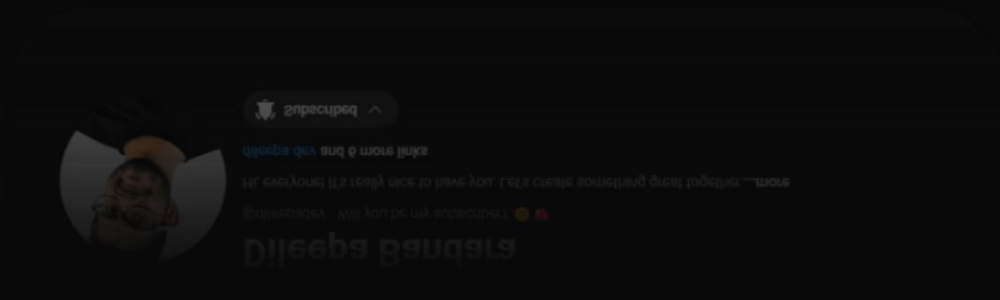 Dileepa Bandara
@dileepadev · Will you be my subscriber?
Hi, everyone! It's really nice to have you. Let's create something great together. ...more
dileepa.dev and 6 more links
Subscribed